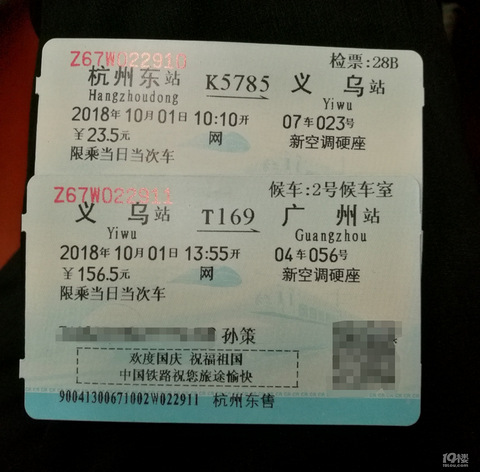 Z67W022910
检票:28B
杭州东站 K5785 义乌站
Hangzhoudong Yiwu
2018年10月01日 10:10开 07车023号
￥23.5元 网 新空调硬座
限乘当日当次车
Z67W022911
候车:2号候车室
义乌站 T169 广州站
Yiwu Guangzhou
2018年10月01日 13:55开 04车056号
￥156.5元 网 新空调硬座
限乘当日当次车
孙策
欢度国庆 祝福祖国
中国铁路祝您旅途愉快
90041300671002W022911 杭州东售
19楼
19lou.com